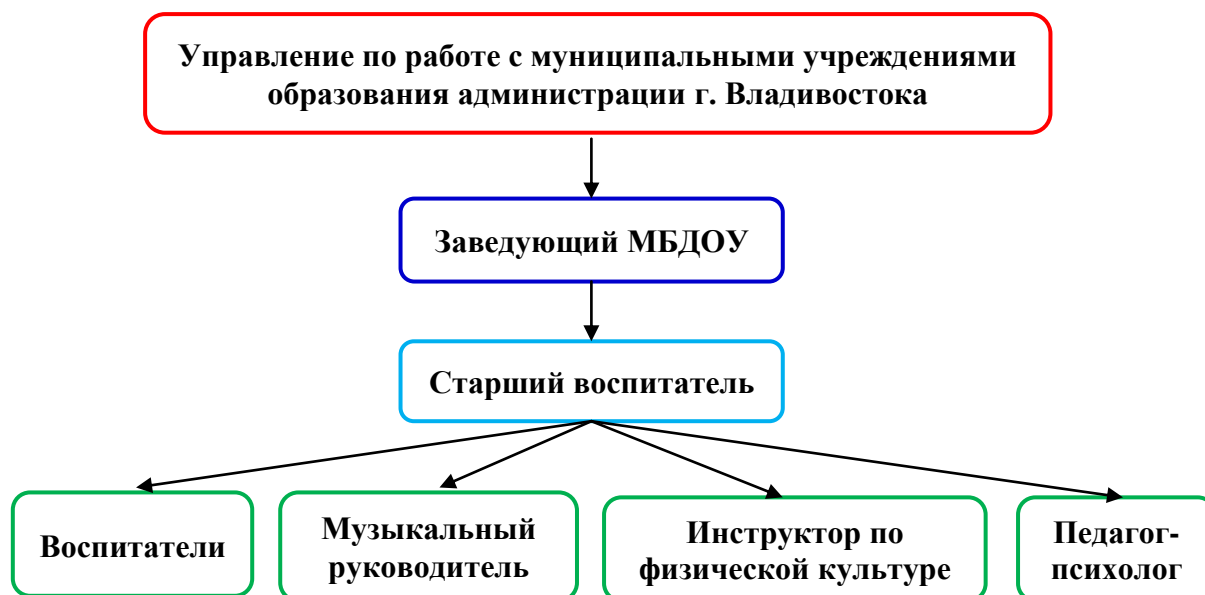 Управление по работе с муниципальными учреждениями
образования администрации г. Владивостока
Заведующий МБДОУ
Старший воспитатель
Воспитатели
Музыкальный
руководитель
Инструктор по
физической культуре
Педагог-
психолог